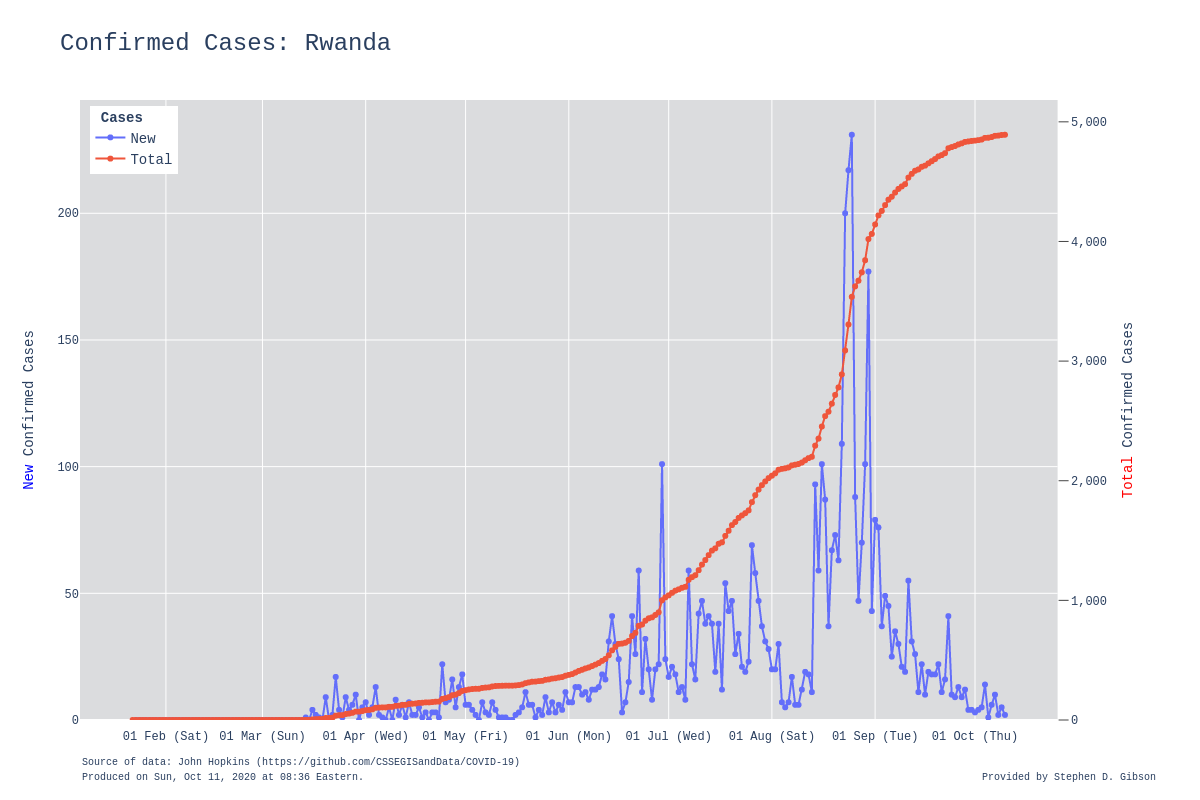 Confirmed Cases: Rwanda
Cases
New
Total
200
150
100
50
0
5,000
4,000
3,000
2,000
1,000
0
New Confirmed Cases
Total Confirmed Cases
01 Feb (Sat) 01 Mar (Sun) 01 Apr (Wed) 01 May (Fri) 01 Jun (Mon) 01 Jul (Wed) 01 Aug (Sat) 01 Sep (Tue) 01 Oct (Thu)
Source of data: John Hopkins (https://github.com/CSSEGISandData/COVID-19)
Produced on Sun, Oct 11, 2020 at 08:36 Eastern.
Provided by Stephen D. Gibson